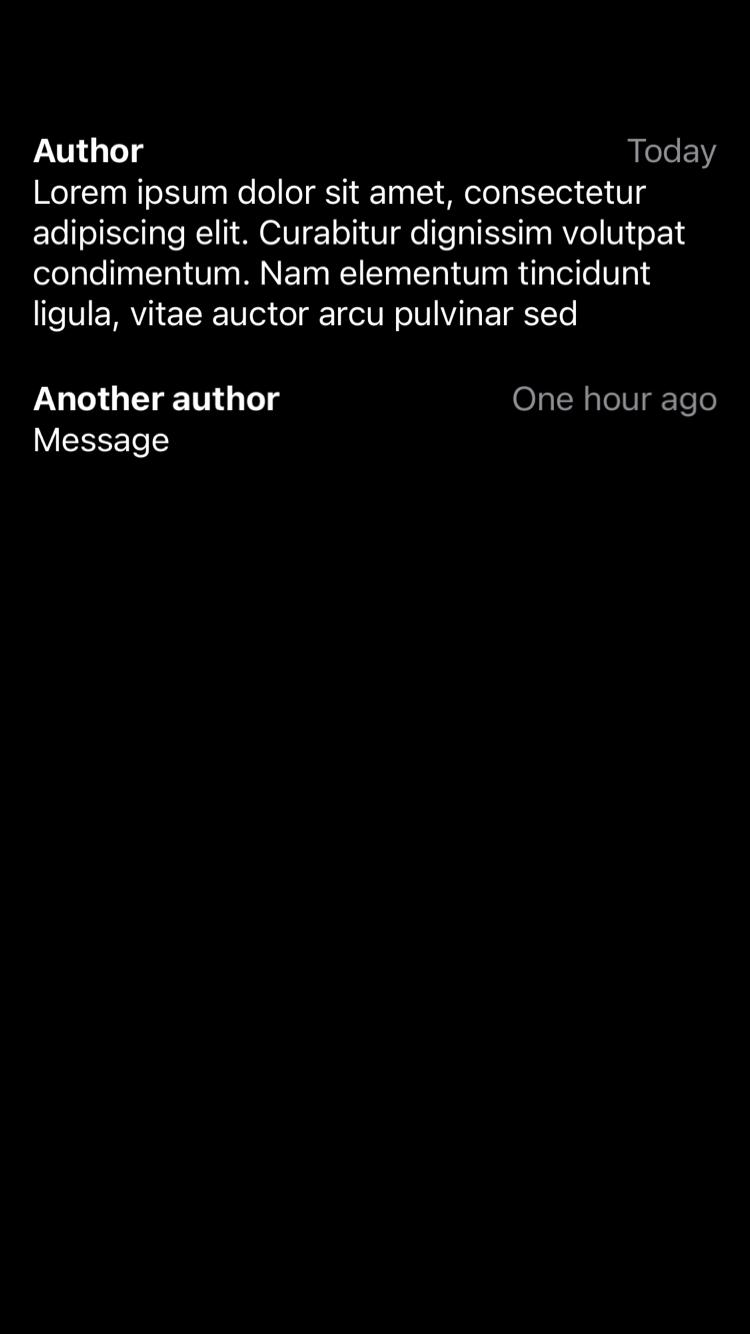 Author Today
Lorem ipsum dolor sit amet, consectetur
adipiscing elit. Curabitur dignissim volutpat
condimentum. Nam elementum tincidunt
ligula, vitae auctor arcu pulvinar sed
Another author One hour ago
Message